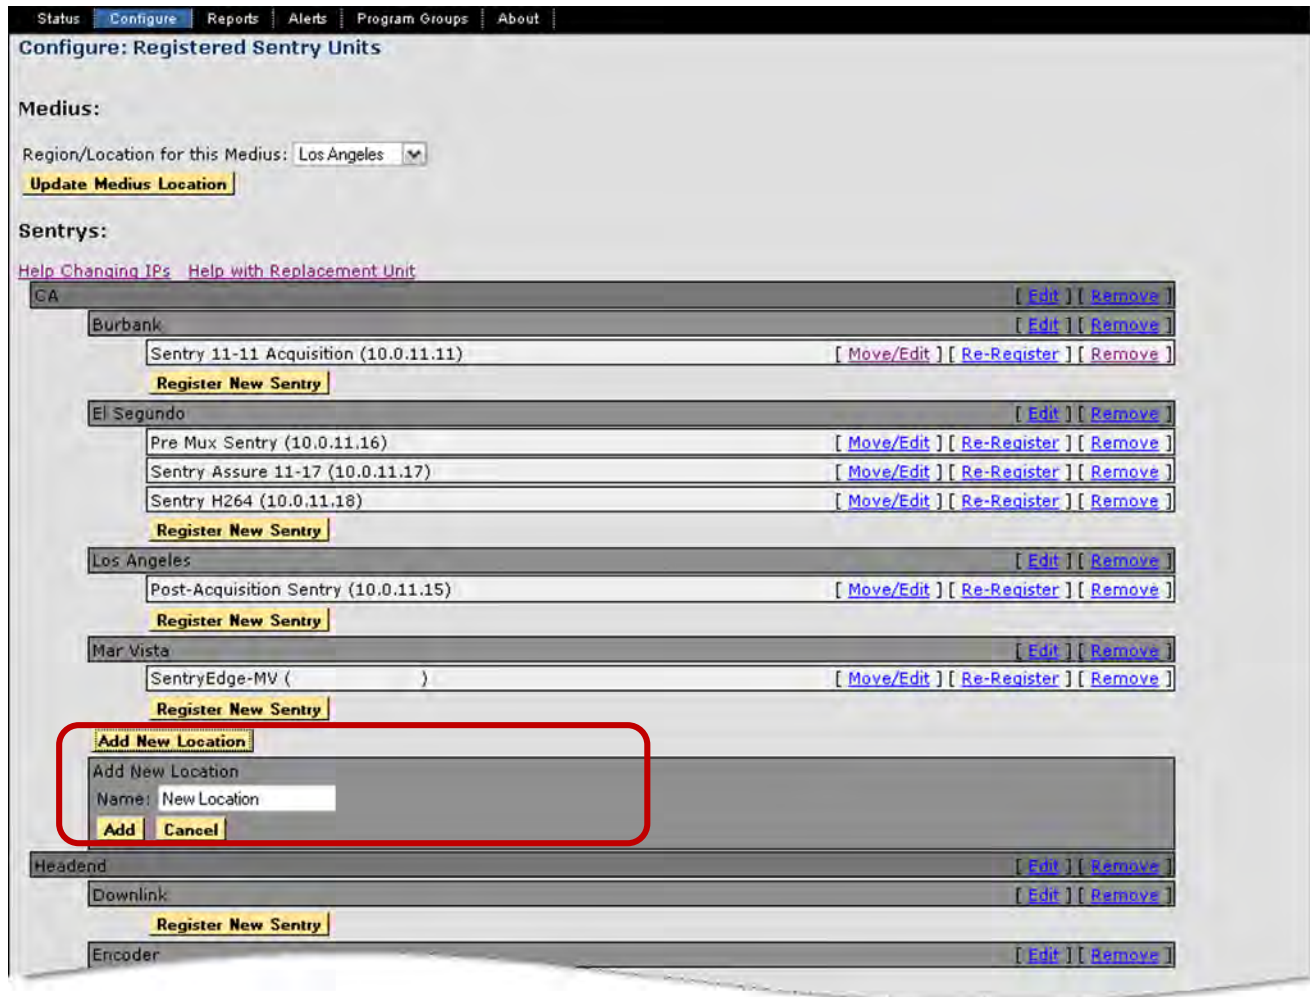 Status Configure Reports Alerts Program Groups About
Configure: Registered Sentry Units
Medius:
Region/Location for this Medius: Los Angeles
Update Medius Location
Sentrys:
Help Changing IPs Help with Replacement Unit
CA [ Edit ] [ Remove ]
Burbank [ Edit ] [ Remove ]
Sentry 11-11 Acquisition (10.0.11.11) [ Move/Edit ] [ Re-Register ] [ Remove ]
Register New Sentry
El Segundo [ Edit ] [ Remove ]
Pre Mux Sentry (10.0.11.16) [ Move/Edit ] [ Re-Register ] [ Remove ]
Sentry Assure 11-17 (10.0.11.17) [ Move/Edit ] [ Re-Register ] [ Remove ]
Sentry H264 (10.0.11.18) [ Move/Edit ] [ Re-Register ] [ Remove ]
Register New Sentry
Los Angeles [ Edit ] [ Remove ]
Post-Acquisition Sentry (10.0.11.15) [ Move/Edit ] [ Re-Register ] [ Remove ]
Register New Sentry
Mar Vista [ Edit ] [ Remove ]
SentryEdge-MV ( ) [ Move/Edit ] [ Re-Register ] [ Remove ]
Register New Sentry
Add New Location
Add New Location
Name: New Location
Add Cancel
Headend [ Edit ] [ Remove ]
Downlink [ Edit ] [ Remove ]
Register New Sentry
Encoder [ Edit ] [ Remove ]